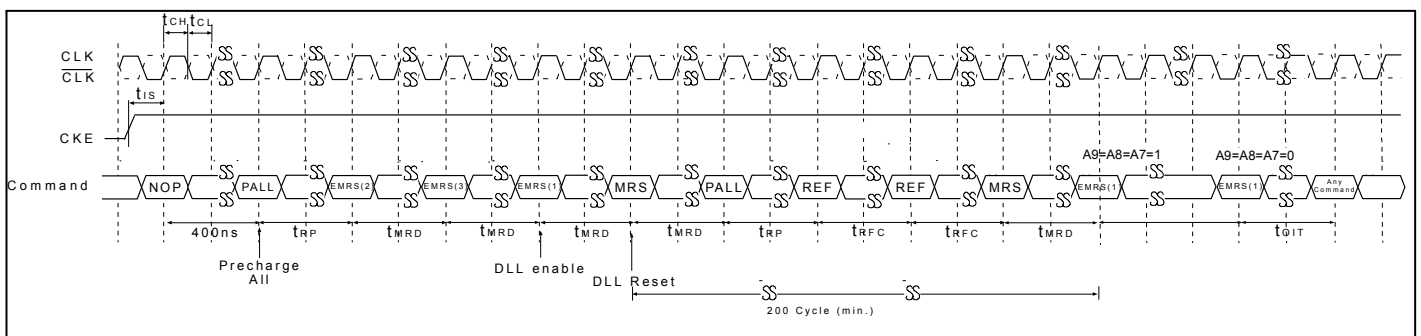 tCH tCL
CLK
CLK
tIS
CKE
A9=A8=A7=1 A9=A8=A7=0
Command NOP PALL EMRS(2) EMRS(3) EMRS(1) MRS PALL REF REF MRS EMRS(1) EMRS(1) Any Command
400ns tRP tMRD tMRD tMRD tMRD tRP tRFC tRFC tMRD tOIT
Precharge All DLL enable DLL Reset
200 Cycle (min.)